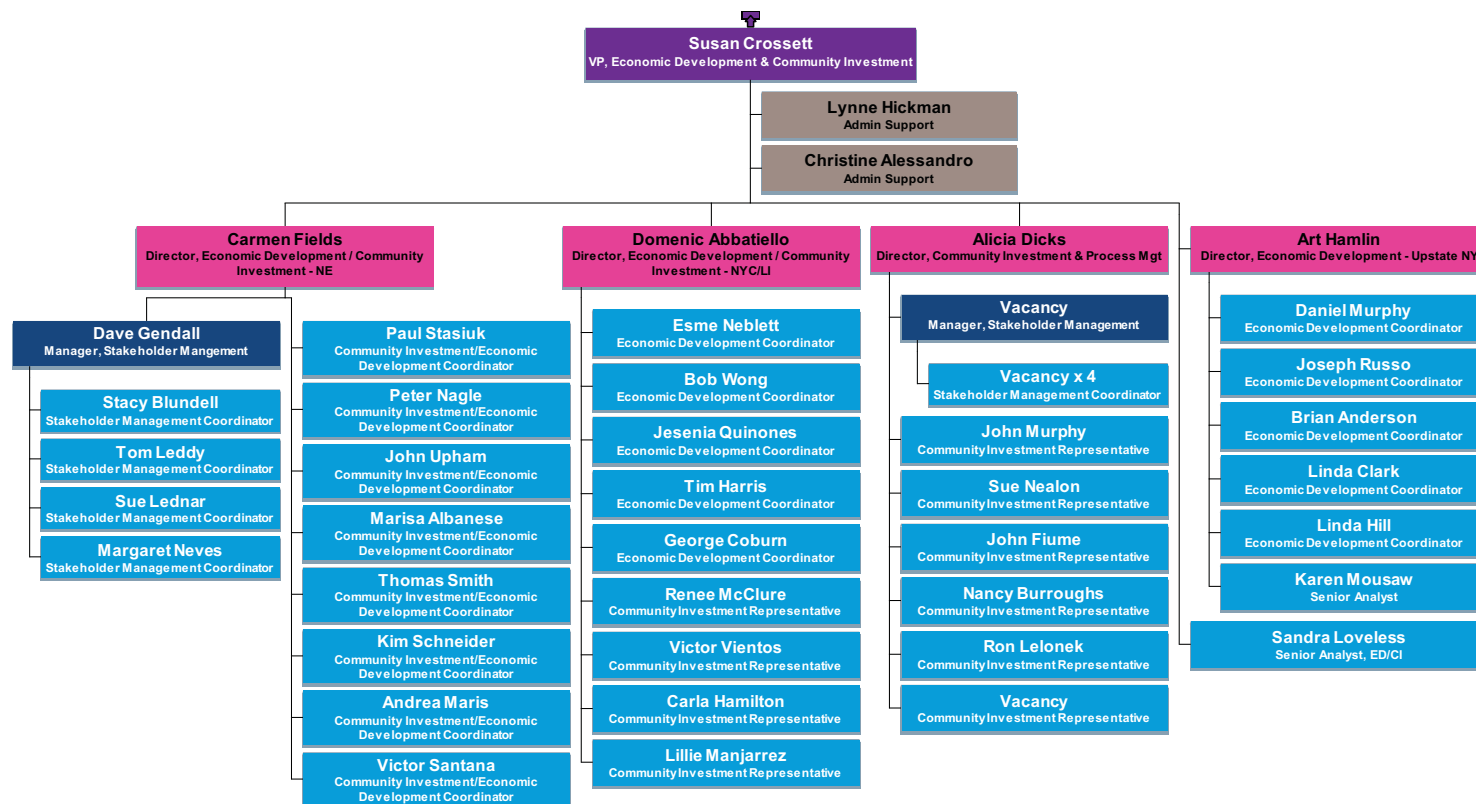 Susan Crossett
VP, Economic Development & Community Investment
Lynne Hickman
Admin Support
Christine Alessandro
Admin Support
Carmen Fields
Director, Economic Development / Community
Investment - NE
Dave Gendall
Manager, Stakeholder Mangement
Stacy Blundell
Stakeholder Management Coordinator
Tom Leddy
Stakeholder Management Coordinator
Sue Lednar
Stakeholder Management Coordinator
Margaret Neves
Stakeholder Management Coordinator
Paul Stasiuk
Community Investment/Economic
Development Coordinator
Peter Nagle
Community Investment/Economic
Development Coordinator
John Upham
Community Investment/Economic
Development Coordinator
Marisa Albanese
Community Investment/Economic
Development Coordinator
Thomas Smith
Community Investment/Economic
Development Coordinator
Kim Schneider
Community Investment/Economic
Development Coordinator
Andrea Maris
Community Investment/Economic
Development Coordinator
Victor Santana
Community Investment/Economic
Development Coordinator
Domenic Abbatiello
Director, Economic Development / Community
Investment - NYC/LI
Esme Neblett
Economic Development Coordinator
Bob Wong
Economic Development Coordinator
Jesenia Quinones
Economic Development Coordinator
Tim Harris
Economic Development Coordinator
George Coburn
Economic Development Coordinator
Renee McClure
Community Investment Representative
Victor Vientos
Community Investment Representative
Carla Hamilton
Community Investment Representative
Lillie Manjarrez
Community Investment Representative
Alicia Dicks
Director, Community Investment & Process Mgt
Vacancy
Manager, Stakeholder Management
Vacancy x 4
Stakeholder Management Coordinator
John Murphy
Community Investment Representative
Sue Nealon
Community Investment Representative
John Fiume
Community Investment Representative
Nancy Burroughs
Community Investment Representative
Ron Lelonek
Community Investment Representative
Vacancy
Community Investment Representative
Art Hamlin
Director, Economic Development - Upstate NY
Daniel Murphy
Economic Development Coordinator
Joseph Russo
Economic Development Coordinator
Brian Anderson
Economic Development Coordinator
Linda Clark
Economic Development Coordinator
Linda Hill
Economic Development Coordinator
Karen Mousaw
Senior Analyst
Sandra Loveless
Senior Analyst, ED/CI